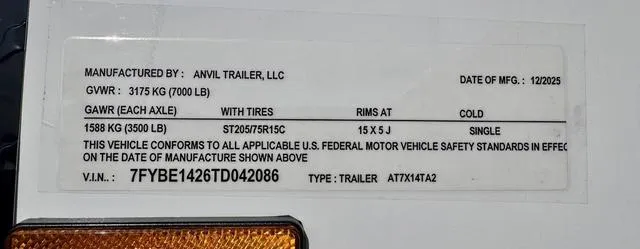 MANUFACTURED BY : ANVIL TRAILER, LLC
DATE OF MFG. : 12/2025
GVWR : 3175 KG (7000 LB)
GAWR (EACH AXLE) WITH TIRES RIMS AT COLD
1588 KG (3500 LB) ST205/75R15C 15 X 5 J SINGLE
THIS VEHICLE CONFORMS TO ALL APPLICABLE U.S. FEDERAL MOTOR VEHICLE SAFETY STANDARDS IN EFFEC
ON THE DATE OF MANUFACTURE SHOWN ABOVE
V.I.N.: 7FYBE1426TD042086 TYPE : TRAILER AT7X14TA2